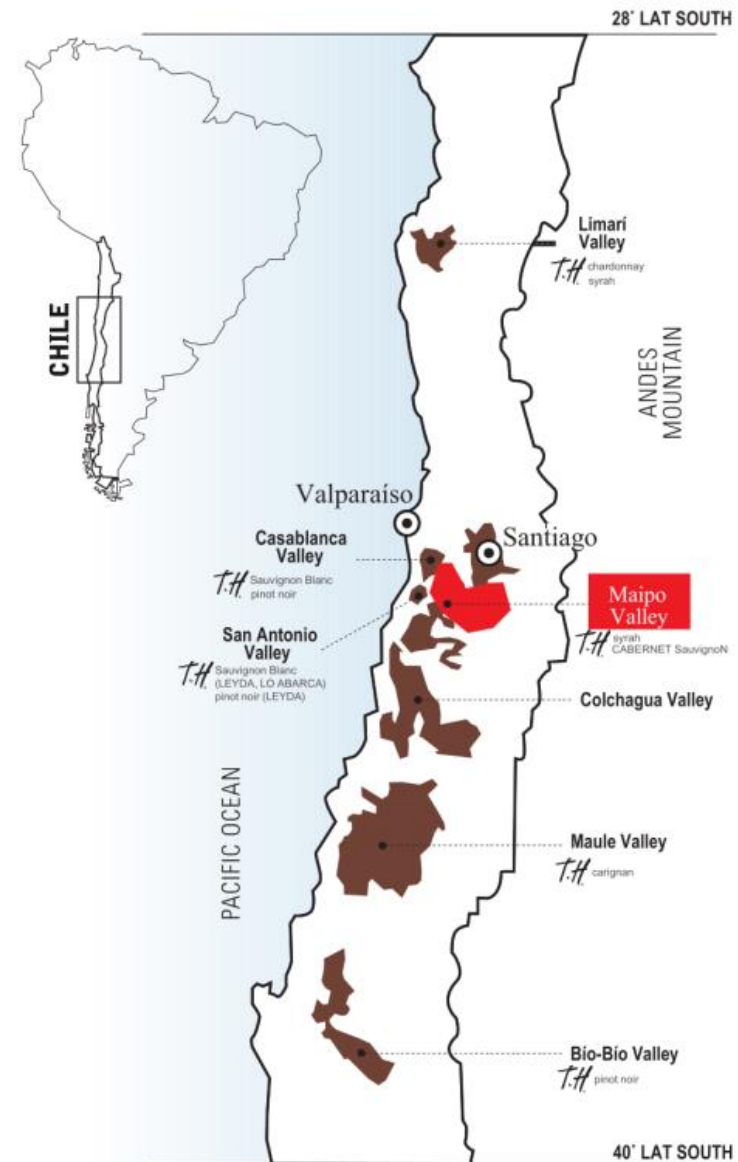 28° LAT SOUTH
Limarí
Valley
T.H. chardonnay
syrah
CHILE
ANDES
MOUNTAIN
Valparaíso
Santiago
Casablanca
Valley
T.H. Sauvignon Blanc
pinot noir
Maipo
Valley
T.H. syrah
CABERNET SauvignoN
San Antonio
Valley
T.H. Sauvignon Blanc
(LEYDA, LO ABARCA)
pinot noir (LEYDA)
Colchagua Valley
PACIFIC OCEAN
Maule Valley
T.H. carignan
Bío-Bío Valley
T.H. pinot noir
40° LAT SOUTH